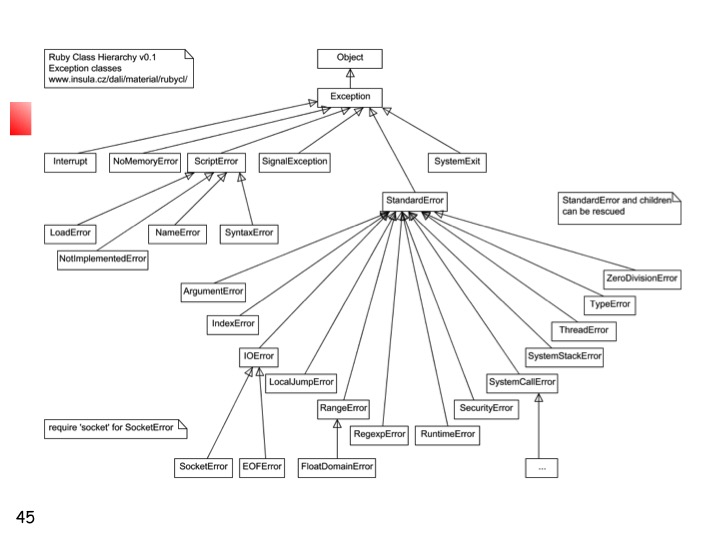 Ruby Class Hierarchy v0.1
Exception classes
www.insula.cz/dali/material/rubycl/
Object
Exception
Interrupt
NoMemoryError
ScriptError
SignalException
SystemExit
StandardError
StandardError and children
can be rescued
LoadError
NameError
SyntaxError
NotImplementedError
ZeroDivisionError
ArgumentError
TypeError
IndexError
ThreadError
IOError
SystemStackError
LocalJumpError
SystemCallError
RangeError
SecurityError
require 'socket' for SocketError
RegexpError
RuntimeError
SocketError
EOFError
FloatDomainError
...
45